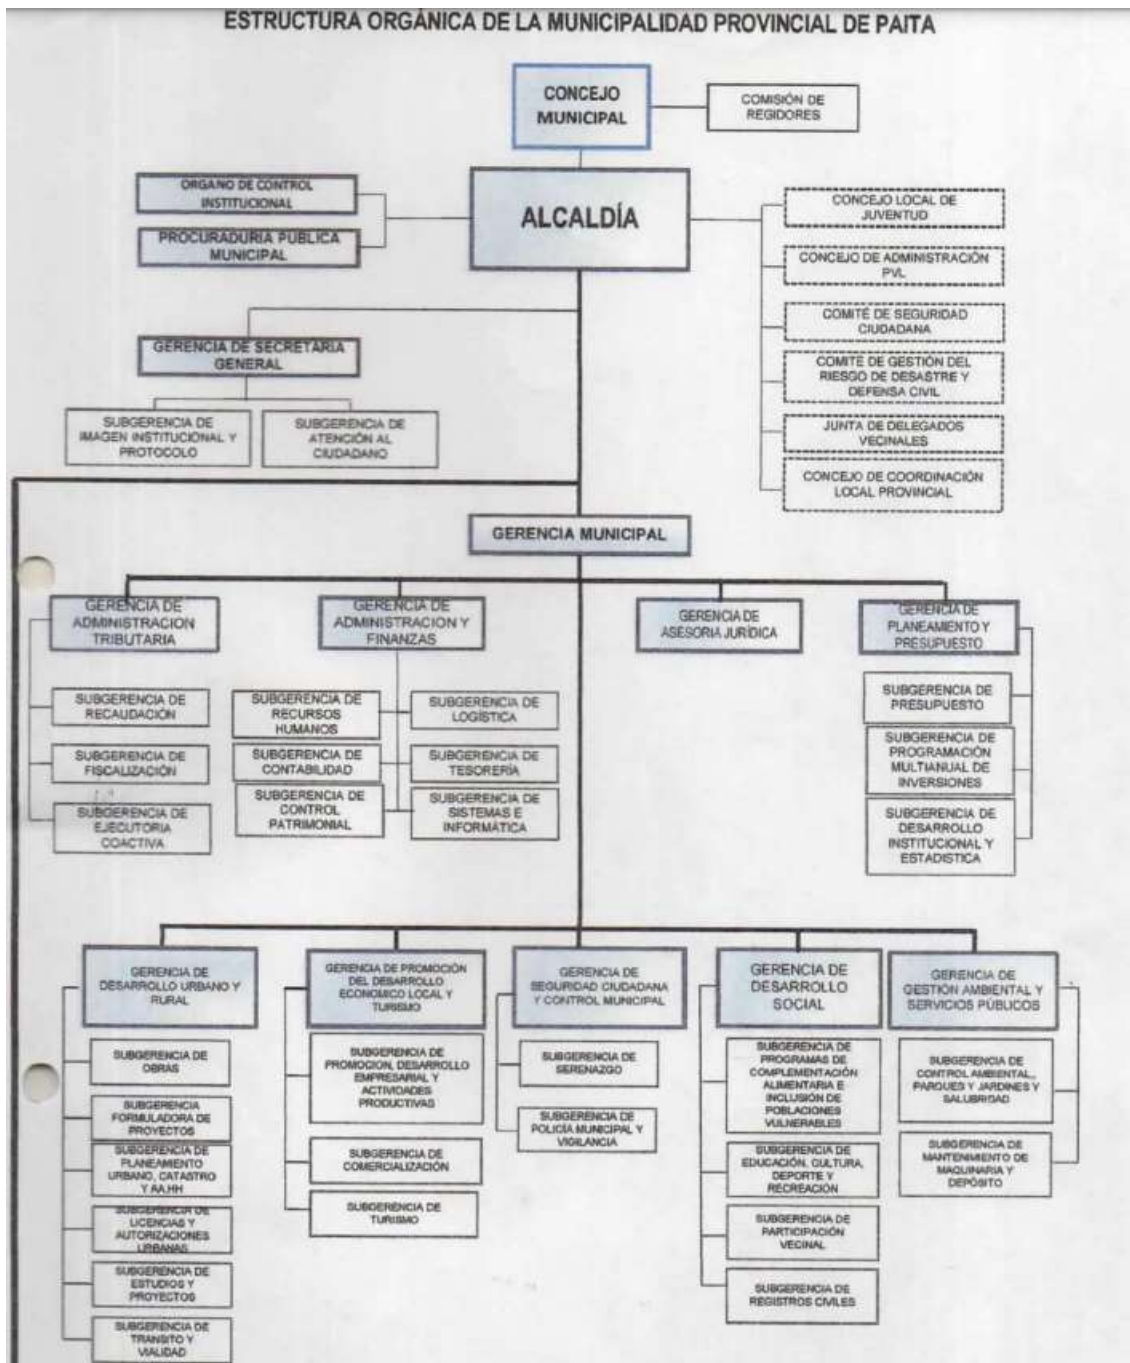 ESTRUCTURA ORGÁNICA DE LA MUNICIPALIDAD PROVINCIAL DE PAITA
CONCEJO
MUNICIPAL
COMISIÓN DE
REGIDORES
ORGANO DE CONTROL
INSTITUCIONAL
PROCURADURIA PÚBLICA
MUNICIPAL
ALCALDÍA
CONCEJO LOCAL DE
JUVENTUD
CONCEJO DE ADMINISTRACIÓN
PVL
COMITÉ DE SEGURIDAD
CIUDADANA
COMITÉ DE GESTIÓN DEL
RIESGO DE DESASTRE Y
DEFENSA CIVIL
JUNTA DE DELEGADOS
VECINALES
CONCEJO DE COORDINACIÓN
LOCAL PROVINCIAL
GERENCIA DE SECRETARIA
GENERAL
SUBGERENCIA DE
IMAGEN INSTITUCIONAL Y
PROTOCOLO
SUBGERENCIA DE
ATENCIÓN AL
CIUDADANO
GERENCIA MUNICIPAL
GERENCIA DE
ADMINISTRACION
TRIBUTARIA
SUBGERENCIA DE
RECAUDACIÓN
SUBGERENCIA DE
FISCALIZACIÓN
SUBGERENCIA DE
EJECUTORIA
COACTIVA
GERENCIA DE
ADMINISTRACION Y
FINANZAS
SUBGERENCIA DE
RECURSOS
HUMANOS
SUBGERENCIA DE
LOGÍSTICA
SUBGERENCIA DE
CONTABILIDAD
SUBGERENCIA DE
TESORERÍA
SUBGERENCIA DE
CONTROL
PATRIMONIAL
SUBGERENCIA DE
SISTEMAS E
INFORMÁTICA
GERENCIA DE
ASESORIA JURÍDICA
GERENCIA DE
PLANEAMIENTO Y
PRESUPUESTO
SUBGERENCIA DE
PRESUPUESTO
SUBGERENCIA DE
PROGRAMACIÓN
MULTIANUAL DE
INVERSIONES
SUBGERENCIA DE
DESARROLLO
INSTITUCIONAL Y
ESTADISTICA
GERENCIA DE
DESARROLLO URBANO Y
RURAL
SUBGERENCIA DE
OBRAS
SUBGERENCIA
FORMULADORA DE
PROYECTOS
SUBGERENCIA DE
PLANEAMIENTO
URBANO, CATASTRO
Y AA.HH
SUBGERENCIA DE
LICENCIAS Y
AUTORIZACIONES
URBANAS
SUBGERENCIA DE
ESTUDIOS Y
PROYECTOS
SUBGERENCIA DE
TRANSITO Y
VIALIDAD
GERENCIA DE PROMOCIÓN
DEL DESARROLLO
ECONOMICO LOCAL Y
TURISMO
SUBGERENCIA DE
PROMOCION, DESARROLLO
EMPRESARIAL Y
ACTIVIDADES
PRODUCTIVAS
SUBGERENCIA DE
COMERCIALIZACIÓN
SUBGERENCIA DE
TURISMO
GERENCIA DE
SEGURIDAD CIUDADANA
Y CONTROL MUNICIPAL
SUBGERENCIA DE
SERENAZGO
SUBGERENCIA DE
POLICÍA MUNICIPAL Y
VIGILANCIA
GERENCIA DE
DESARROLLO
SOCIAL
SUBGERENCIA DE
PROGRAMAS DE
COMPLEMENTACIÓN
ALIMENTARIA E
INCLUSIÓN DE
POBLACIONES
VULNERABLES
SUBGERENCIA DE
EDUCACIÓN, CULTURA,
DEPORTE Y
RECREACIÓN
SUBGERENCIA DE
PARTICIPACIÓN
VECINAL
SUBGERENCIA DE
REGISTROS CIVILES
GERENCIA DE
GESTIÓN AMBIENTAL Y
SERVICIOS PÚBLICOS
SUBGERENCIA DE
CONTROL AMBIENTAL,
PARQUES Y JARDINES Y
SALUBRIDAD
SUBGERENCIA DE
MANTENIMIENTO DE
MAQUINARIA Y
DEPÓSITO